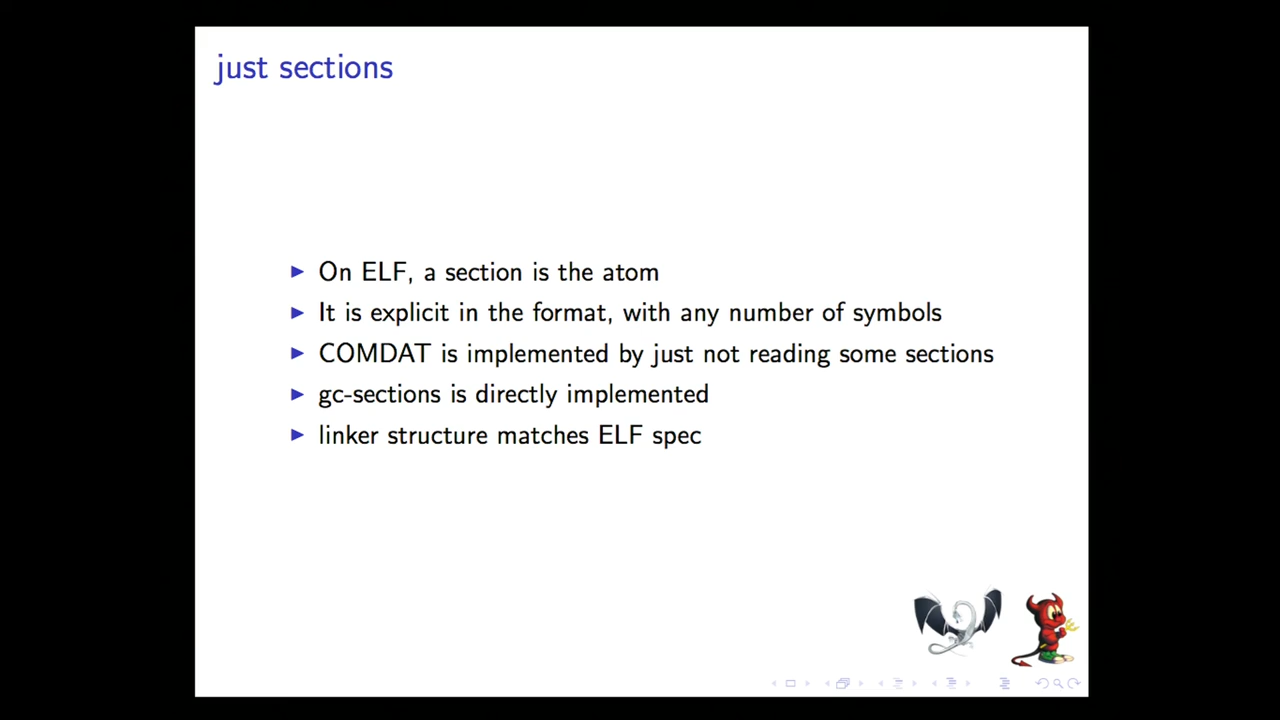 just sections
On ELF, a section is the atom
It is explicit in the format, with any number of symbols
COMDAT is implemented by just not reading some sections
gc-sections is directly implemented
linker structure matches ELF spec